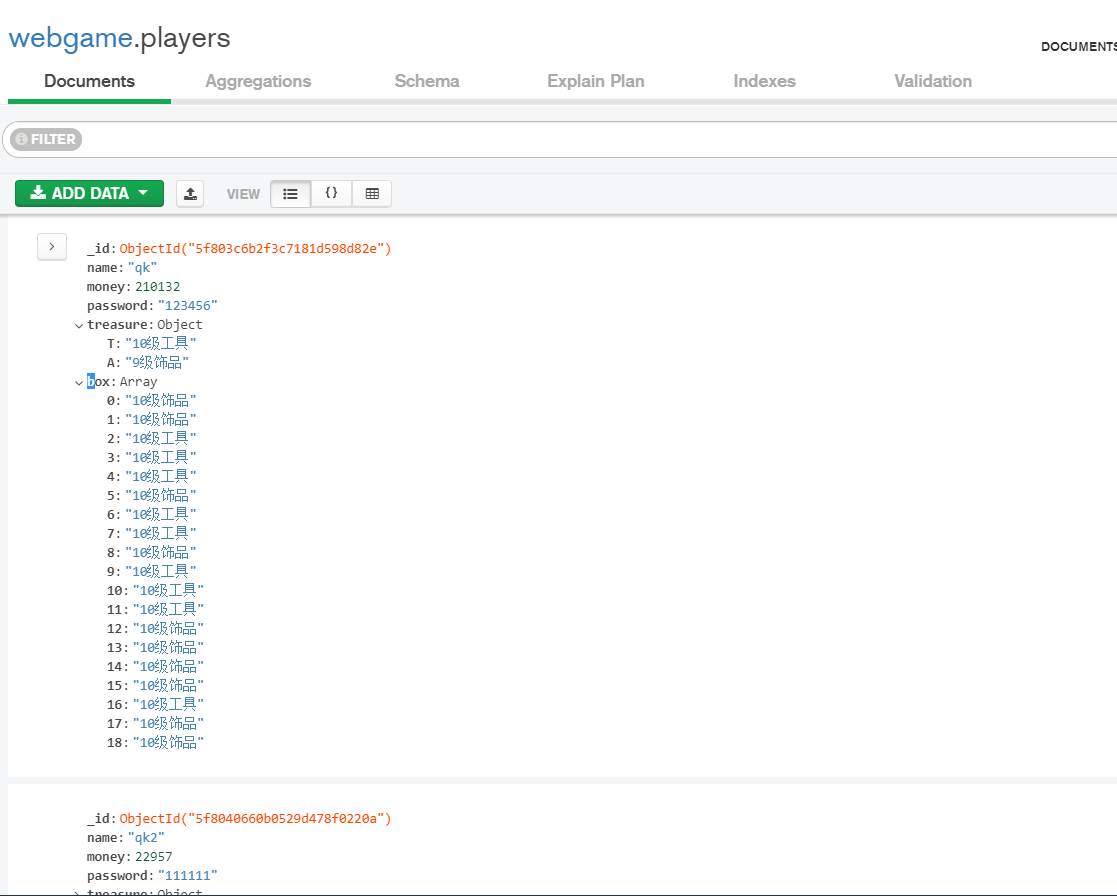 webgame.players
DOCUMENTS
Documents Aggregations Schema Explain Plan Indexes Validation
FILTER
ADD DATA VIEW {}
_id:ObjectId("5f803c6b2f3c7181d598d82e")
name:"qk"
money:210132
password:"123456"
treasure:Object
T:"10级工具"
A:"9级饰品"
box:Array
0:"10级饰品"
1:"10级饰品"
2:"10级工具"
3:"10级工具"
4:"10级工具"
5:"10级饰品"
6:"10级工具"
7:"10级工具"
8:"10级饰品"
9:"10级工具"
10:"10级工具"
11:"10级工具"
12:"10级饰品"
13:"10级饰品"
14:"10级饰品"
15:"10级饰品"
16:"10级工具"
17:"10级饰品"
18:"10级饰品"
_id:ObjectId("5f8040660b0529d478f0220a")
name:"qk2"
money:22957
password:"111111"
treasure:Object